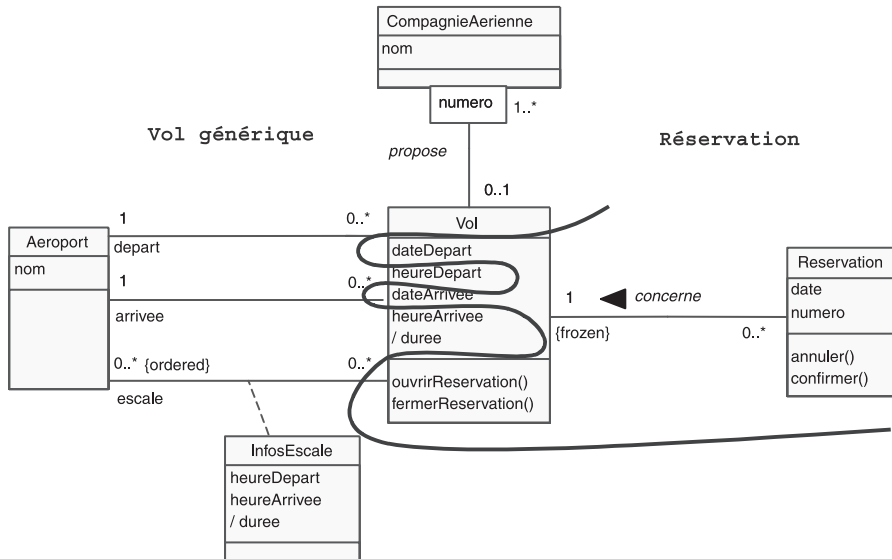 CompagnieAerienne
nom
numero
1..*
Vol générique
Réservation
propose
0..1
1
0..*
Vol
Aeroport
depart
nom
dateDepart
heureDepart
dateArrivee
heureArrivee
/ duree
1
0..*
arrivee
Reservation
date
numero
1
concerne
{frozen}
0..*
0..* {ordered}
0..*
escale
ouvrirReservation()
fermerReservation()
annuler()
confirmer()
InfosEscale
heureDepart
heureArrivee
/ duree